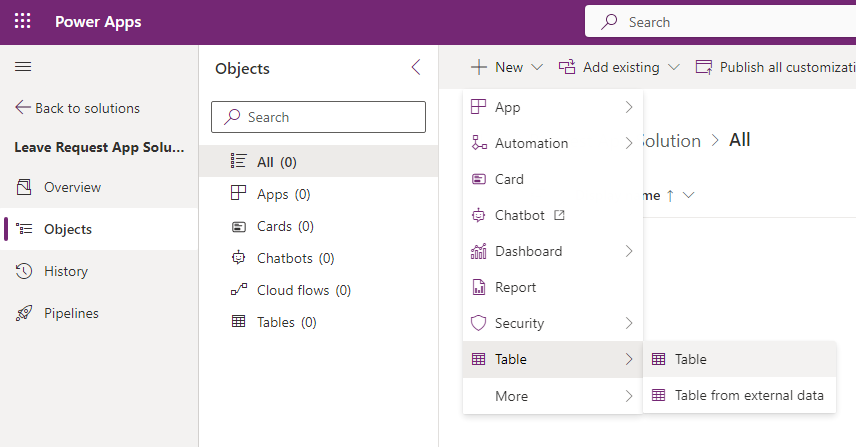 Power Apps
Search
Back to solutions
Leave Request App Solu...
Overview
Objects
History
Pipelines
Objects
Search
All (0)
Apps (0)
Cards (0)
Chatbots (0)
Cloud flows (0)
Tables (0)
New
Add existing
Publish all customizati
App
Automation
Card
Chatbot
Dashboard
Report
Security
Table
More
Table
Table from external data
Solution > All
me ↑